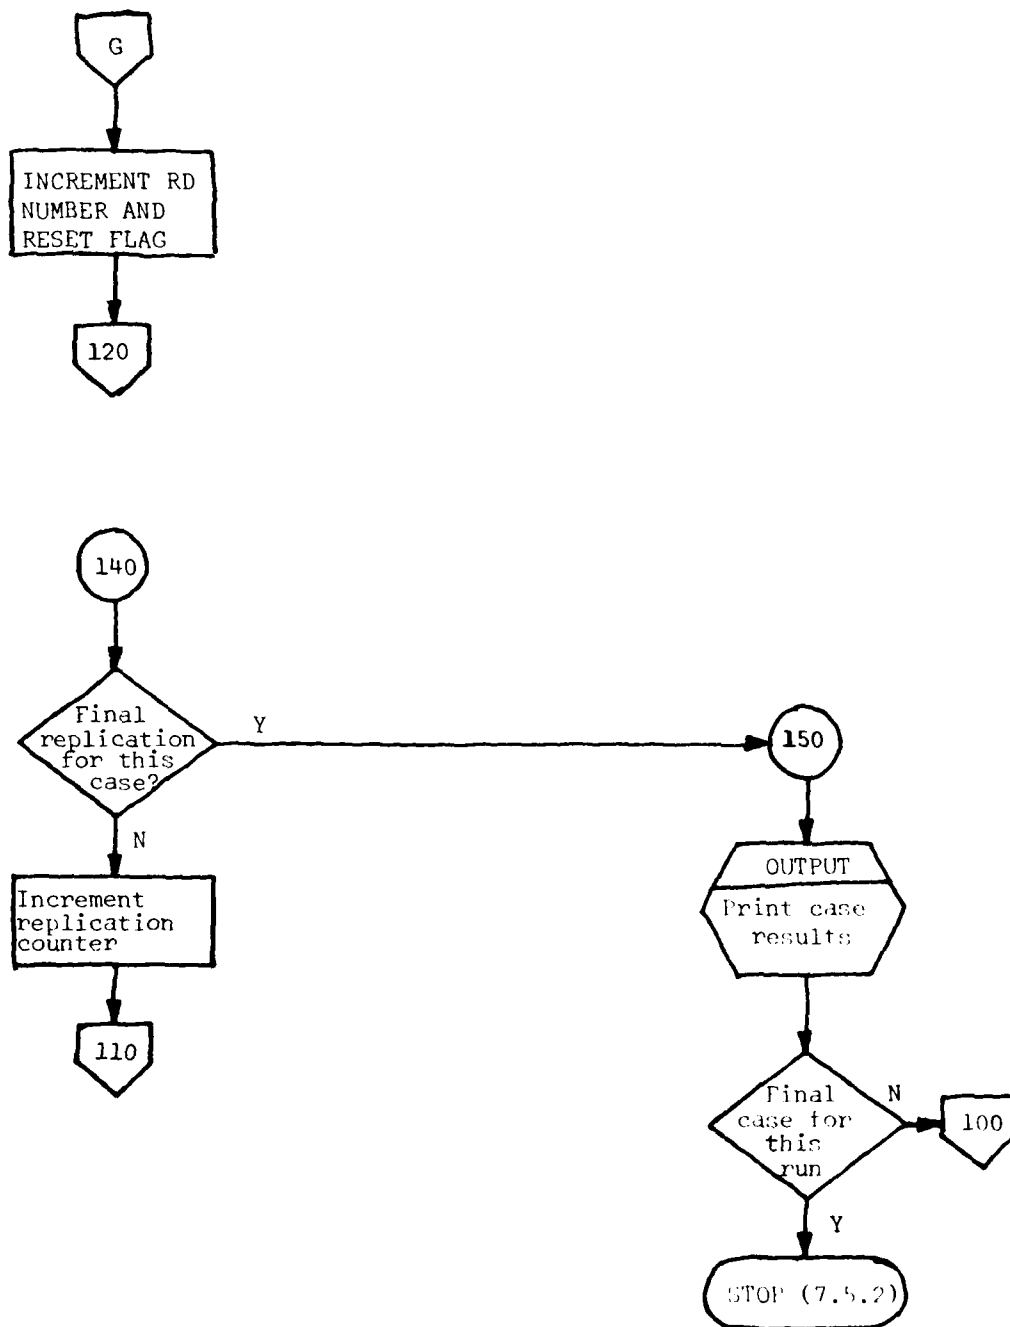 G
INCREMENT RD
NUMBER AND
RESET FLAG
120
140
Final
replication
for this
case?
Y
N
Increment
replication
counter
110
150
OUTPUT
Print case
results
Final
case for
this
run
N
100
Y
STOP (7.5.2)